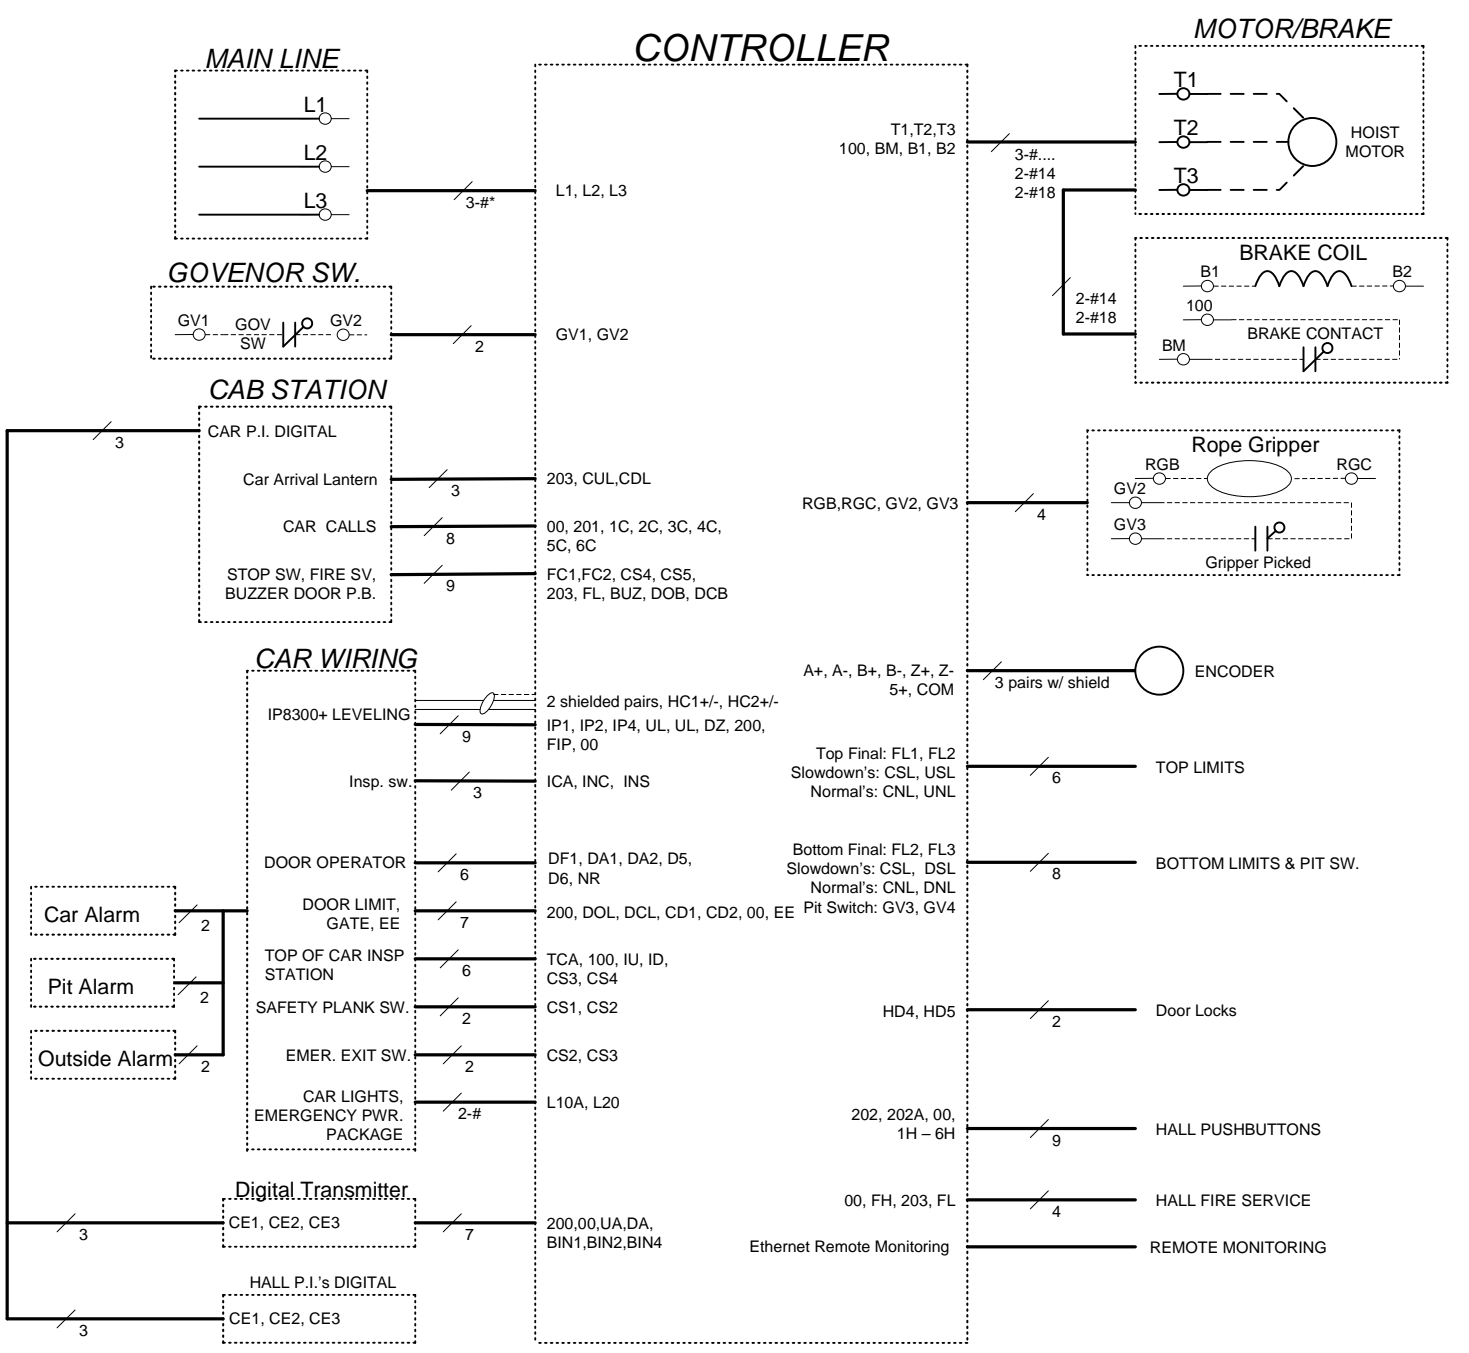 CONTROLLER
MAIN LINE
L1
L2
L3
3-#*
L1, L2, L3
GOVENOR SW.
GV1
GOV
SW
GV2
2
GV1, GV2
CAB STATION
CAR P.I. DIGITAL
3
Car Arrival Lantern
3
203, CUL,CDL
CAR CALLS
8
00, 201, 1C, 2C, 3C, 4C,
5C, 6C
STOP SW, FIRE SV,
BUZZER DOOR P.B.
9
FC1,FC2, CS4, CS5,
203, FL, BUZ, DOB, DCB
CAR WIRING
IP8300+ LEVELING
2 shielded pairs, HC1+/-, HC2+/-
9
IP1, IP2, IP4, UL, UL, DZ, 200,
FIP, 00
Insp. sw.
3
ICA, INC, INS
DOOR OPERATOR
6
DF1, DA1, DA2, D5,
D6, NR
DOOR LIMIT,
GATE, EE
7
200, DOL, DCL, CD1, CD2, 00, EE
TOP OF CAR INSP
STATION
6
TCA, 100, IU, ID,
CS3, CS4
SAFETY PLANK SW.
2
CS1, CS2
EMER. EXIT SW.
2
CS2, CS3
CAR LIGHTS,
EMERGENCY PWR.
PACKAGE
2-#
L10A, L20
Car Alarm
2
Pit Alarm
2
Outside Alarm
2
Digital Transmitter
3
CE1, CE2, CE3
7
200,00,UA,DA,
BIN1,BIN2,BIN4
HALL P.I.'s DIGITAL
3
CE1, CE2, CE3
MOTOR/BRAKE
T1
T2
T3
HOIST
MOTOR
T1,T2,T3
100, BM, B1, B2
3-#....
2-#14
2-#18
BRAKE COIL
B1
B2
100
BRAKE CONTACT
BM
2-#14
2-#18
Rope Gripper
RGB
RGC
GV2
GV3
Gripper Picked
RGB,RGC, GV2, GV3
4
A+, A-, B+, B-, Z+, Z-
5+, COM
3 pairs w/ shield
ENCODER
Top Final: FL1, FL2
Slowdown's: CSL, USL
Normal's: CNL, UNL
6
TOP LIMITS
Bottom Final: FL2, FL3
Slowdown's: CSL, DSL
Normal's: CNL, DNL
Pit Switch: GV3, GV4
8
BOTTOM LIMITS & PIT SW.
HD4, HD5
2
Door Locks
202, 202A, 00,
1H – 6H
9
HALL PUSHBUTTONS
00, FH, 203, FL
4
HALL FIRE SERVICE
Ethernet Remote Monitoring
REMOTE MONITORING